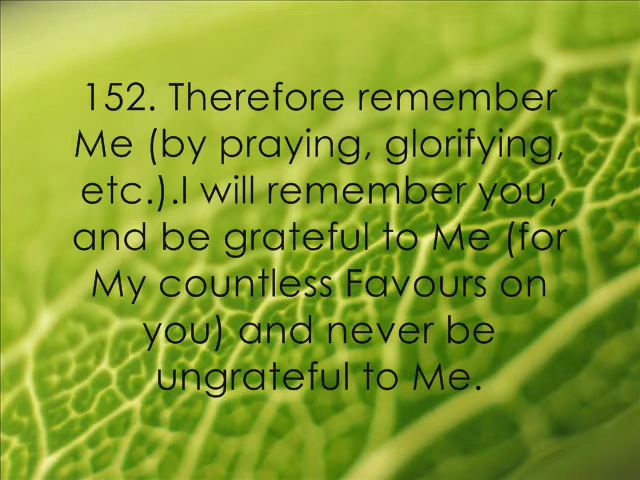 152. Therefore remember
Me (by praying, glorifying,
etc.).I will remember you,
and be grateful to Me (for
My countless Favours on
you) and never be
ungrateful to Me.